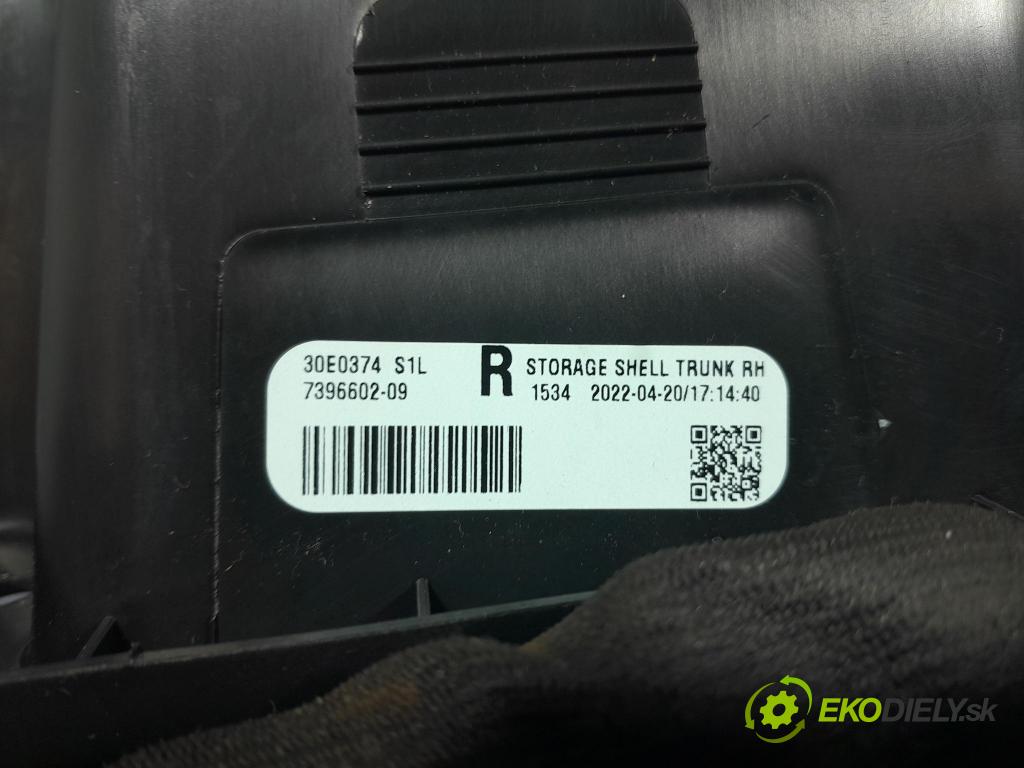 30E0374 S1L
7396602-09
R
STORAGE SHELL TRUNK RH
1534 2022-04-20/17:14:40
EKODIELY.sk